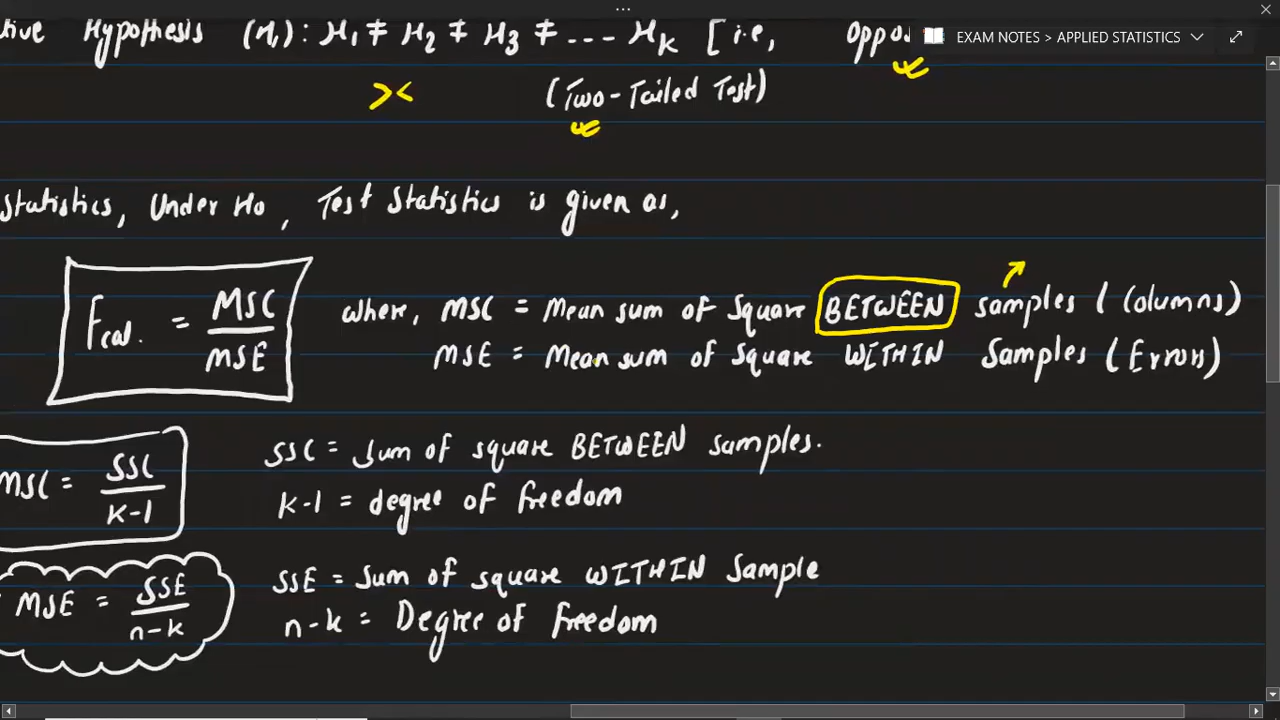 EXAM NOTES > APPLIED STATISTICS
tive Hypothesis (H₁) : μ₁ ≠ μ₂ ≠ μ₃ ≠ --- μₖ [i.e, Oppo
(Two-Tailed Test)
Statistics, Under Ho, Test Statistics is given as,
Fcal. = MSC / MSE
where, MSC = Mean sum of Square BETWEEN samples (Columns)
MSE = Mean sum of Square WITHIN Samples (Errors)
MSC = SSC / k-1
SSC = Sum of square BETWEEN samples.
k-1 = degree of freedom
MSE = SSE / n-k
SSE = Sum of square WITHIN Sample
n-k = Degree of freedom